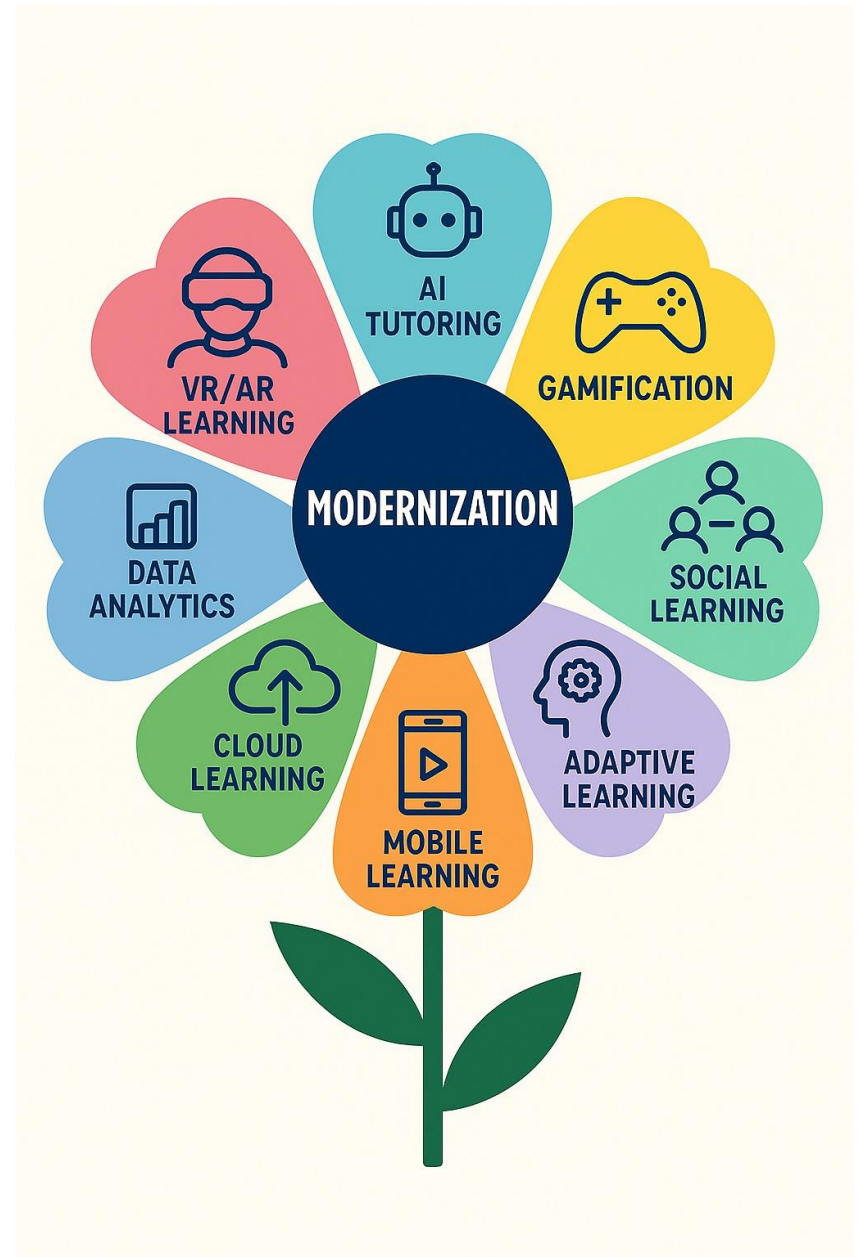 AI
TUTORING
GAMIFICATION
SOCIAL
LEARNING
ADAPTIVE
LEARNING
MOBILE
LEARNING
CLOUD
LEARNING
DATA
ANALYTICS
VR/AR
LEARNING
MODERNIZATION